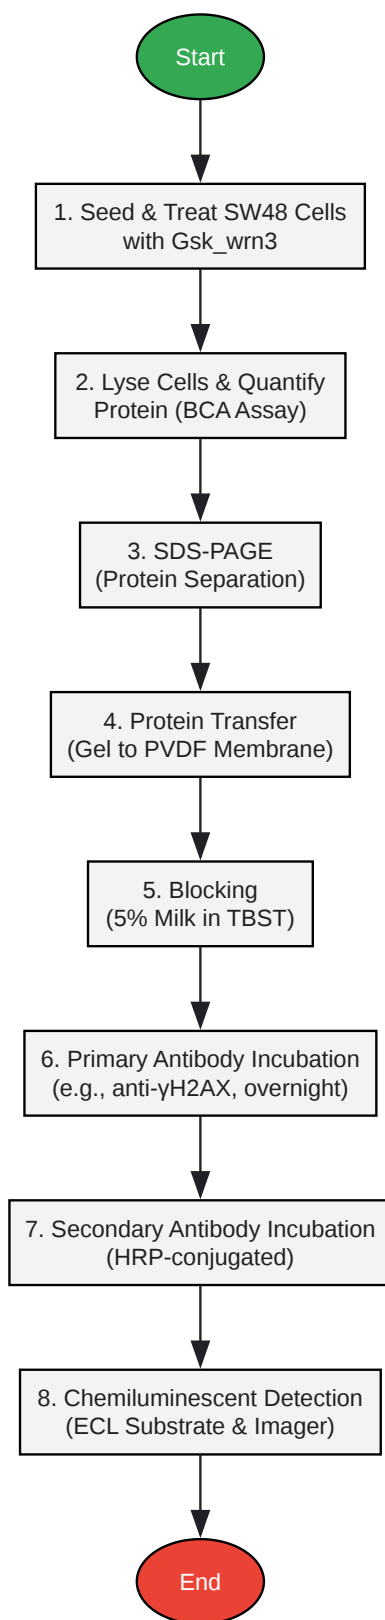 Start
1. Seed & Treat SW48 Cells
with Gsk_wrn3
2. Lyse Cells & Quantify
Protein (BCA Assay)
3. SDS-PAGE
(Protein Separation)
4. Protein Transfer
(Gel to PVDF Membrane)
5. Blocking
(5% Milk in TBST)
6. Primary Antibody Incubation
(e.g., anti-γH2AX, overnight)
7. Secondary Antibody Incubation
(HRP-conjugated)
8. Chemiluminescent Detection
(ECL Substrate & Imager)
End